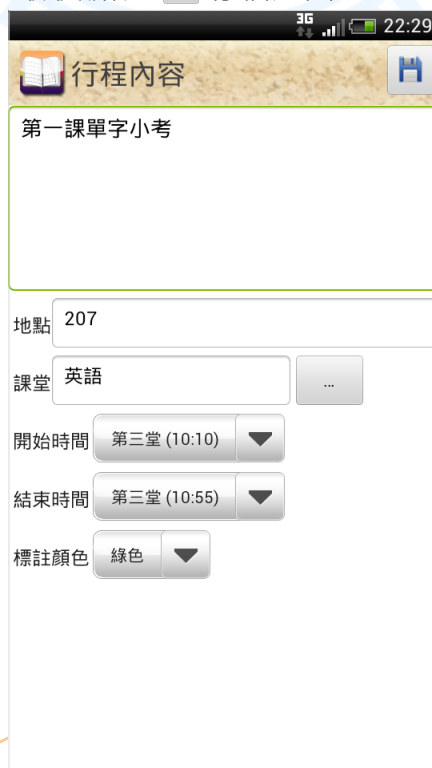 3G 22:29
行程內容
第一課單字小考
地點 207
課堂 英語 ...
開始時間 第三堂 (10:10)
結束時間 第三堂 (10:55)
標註顏色 綠色